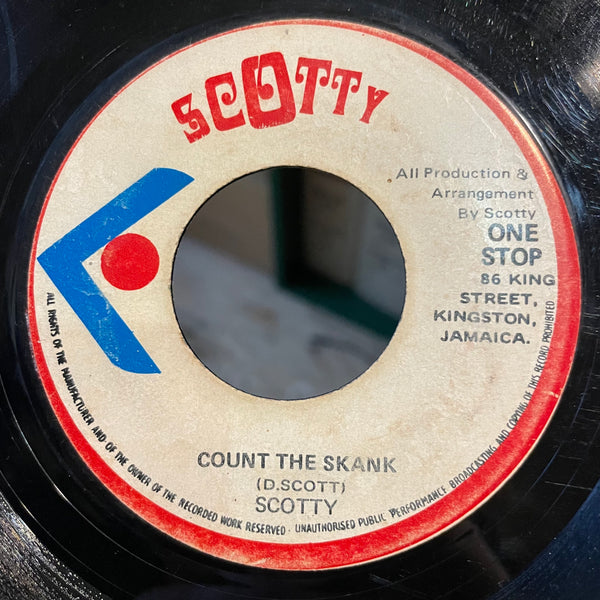 SCOTTY
All Production &
Arrangement
By Scotty
ONE
STOP
86 KING
STREET,
KINGSTON,
JAMAICA.
COUNT THE SKANK
(D.SCOTT)
SCOTTY
ALL RIGHTS OF THE MANUFACTURER AND OF THE OWNER OF THE RECORDED WORK RESERVED · UNAUTHORISED PUBLIC PERFORMANCE BROADCASTING AND COPYING OF THIS RECORD PROHIBITED